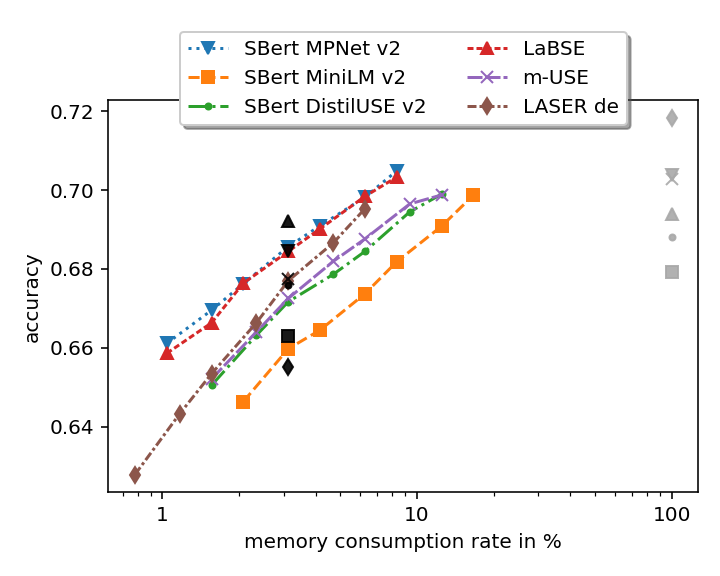 SBert MPNet v2
SBert MiniLM v2
SBert DistilUSE v2
LaBSE
m-USE
LASER de
0.72
0.70
0.68
0.66
0.64
accuracy
1 10 100
memory consumption rate in %